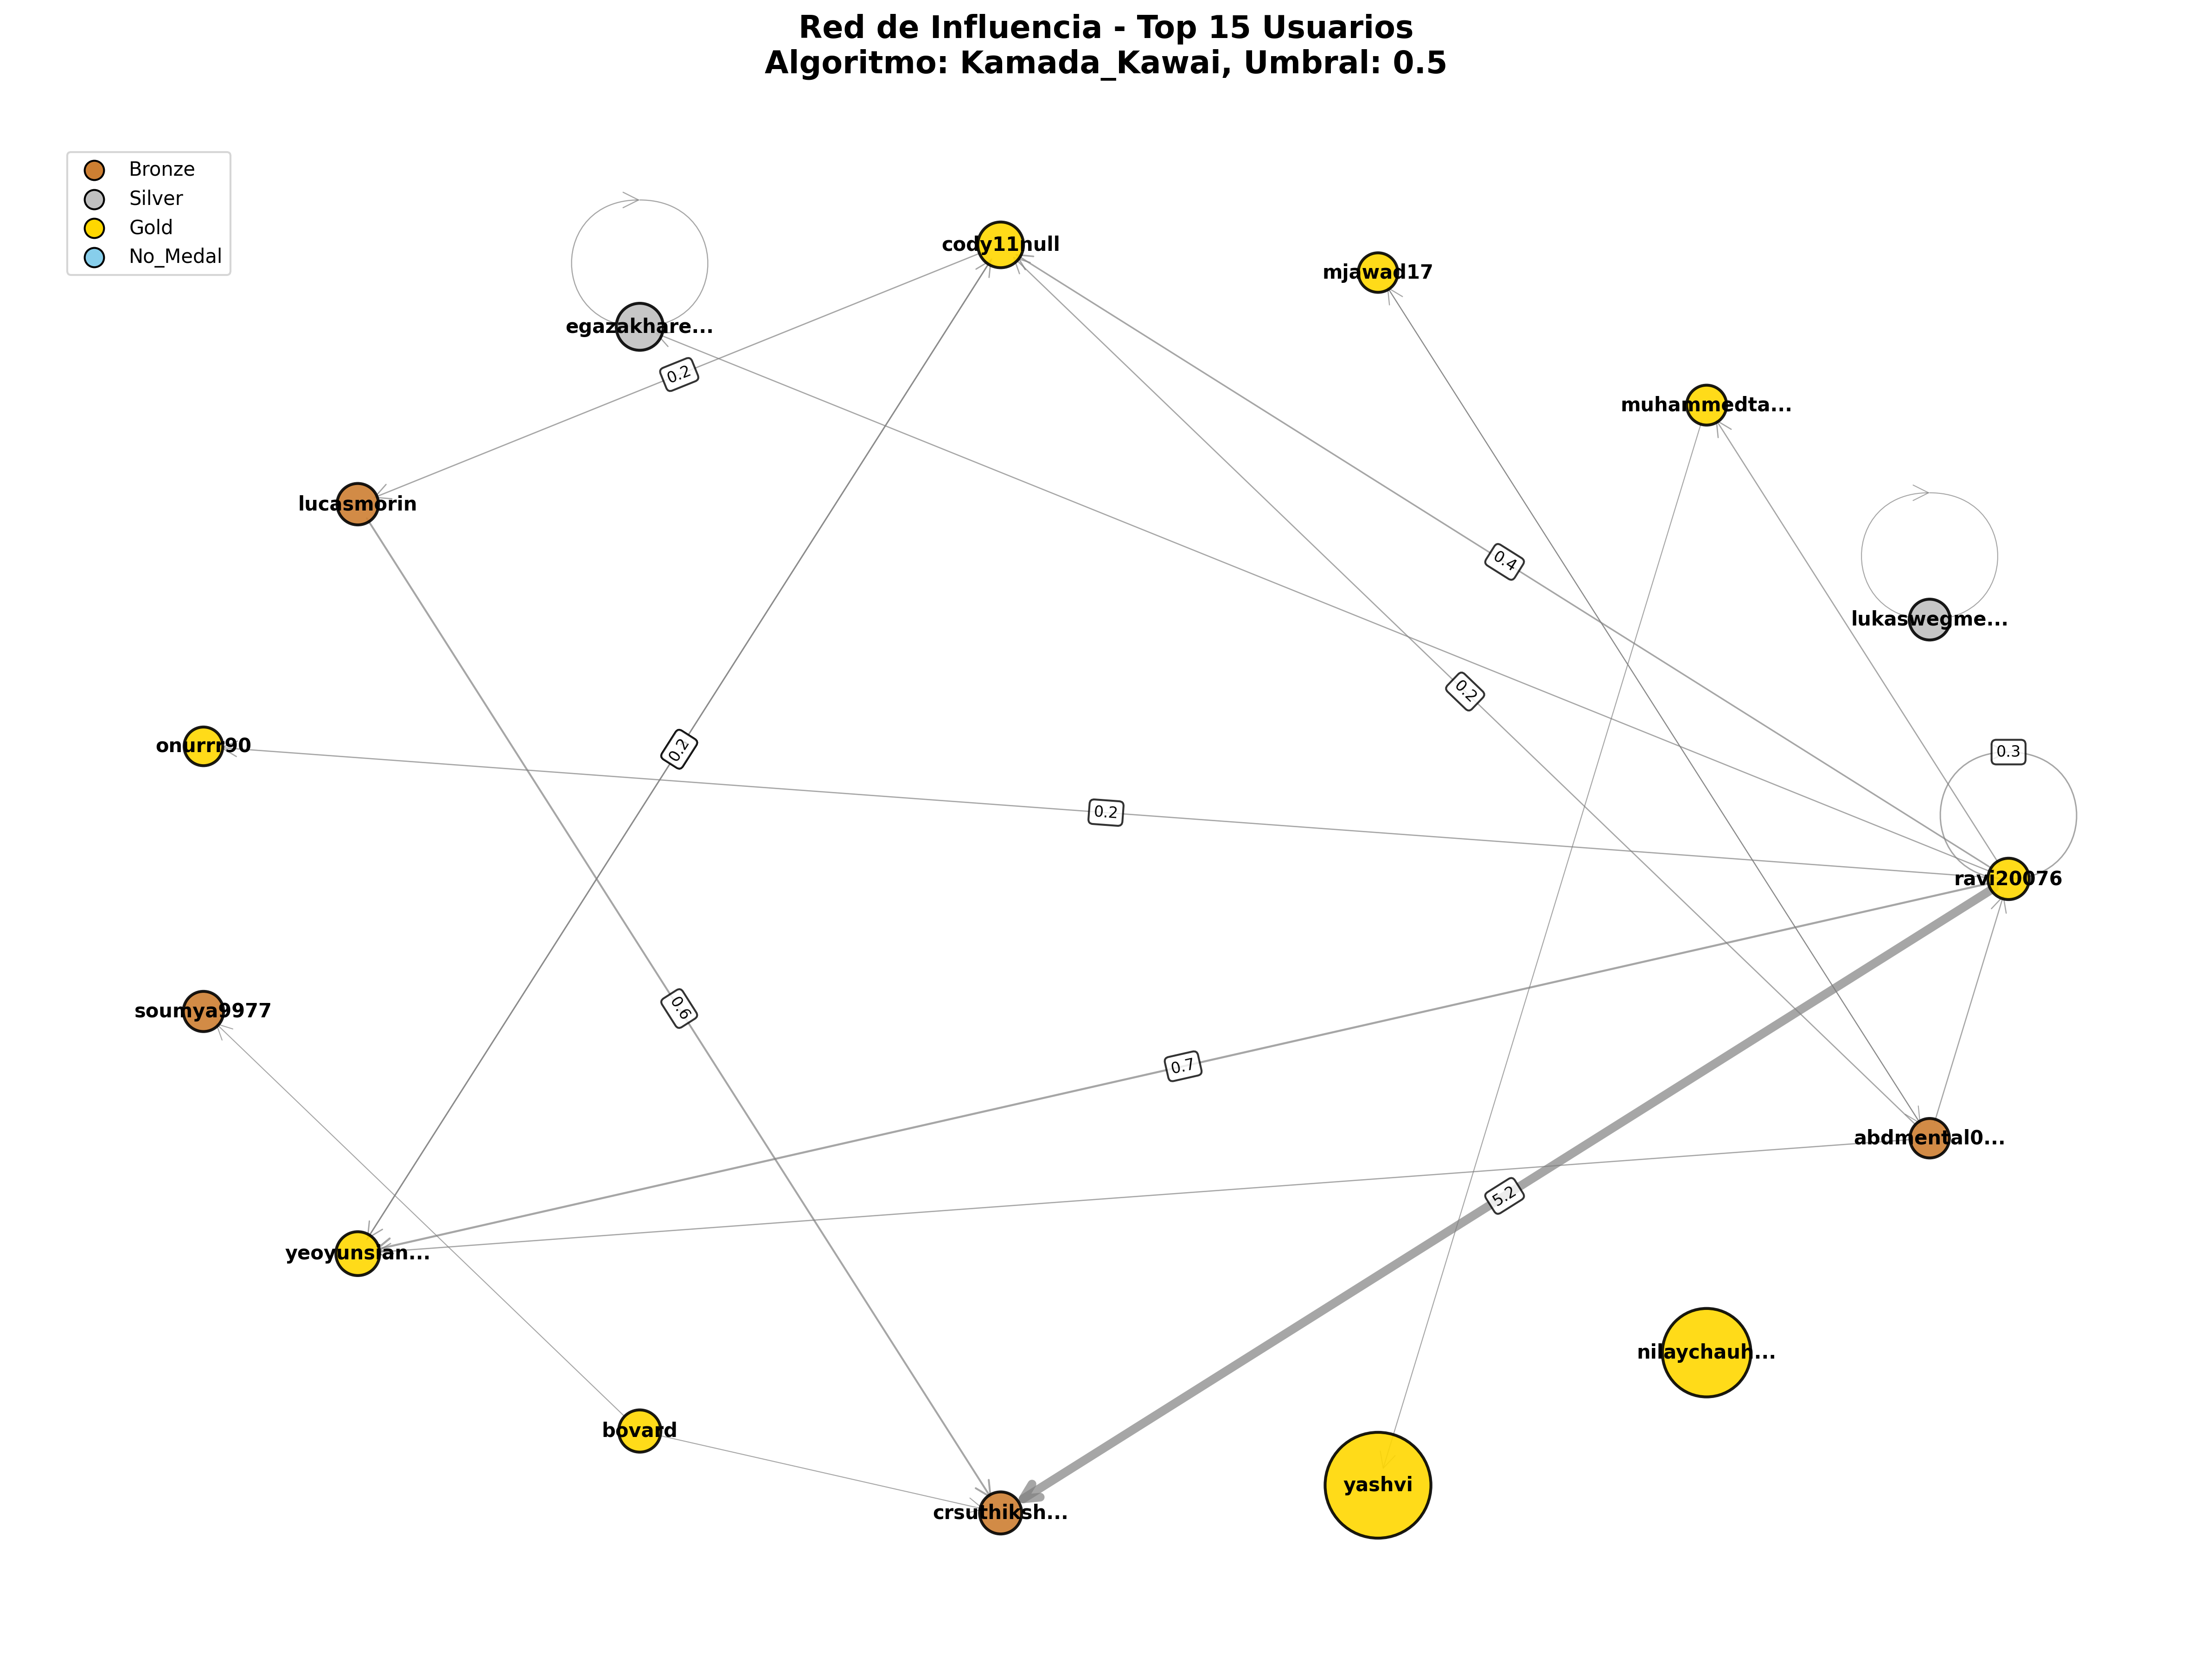 Red de Influencia - Top 15 Usuarios
Algoritmo: Kamada_Kawai, Umbral: 0.5
Bronze
Silver
Gold
No_Medal
cody11null
mjawad17
egazakhare...
0.2
muhammedta...
lucasmorin
0.4
lukaswegme...
0.2
onurrr90
0.2
0.3
0.2
ravi20076
soumya9977
0.6
0.7
abdmental0...
5.2
yeoyunsian...
nilaychauh...
bovard
yashvi
crsuthiksh...